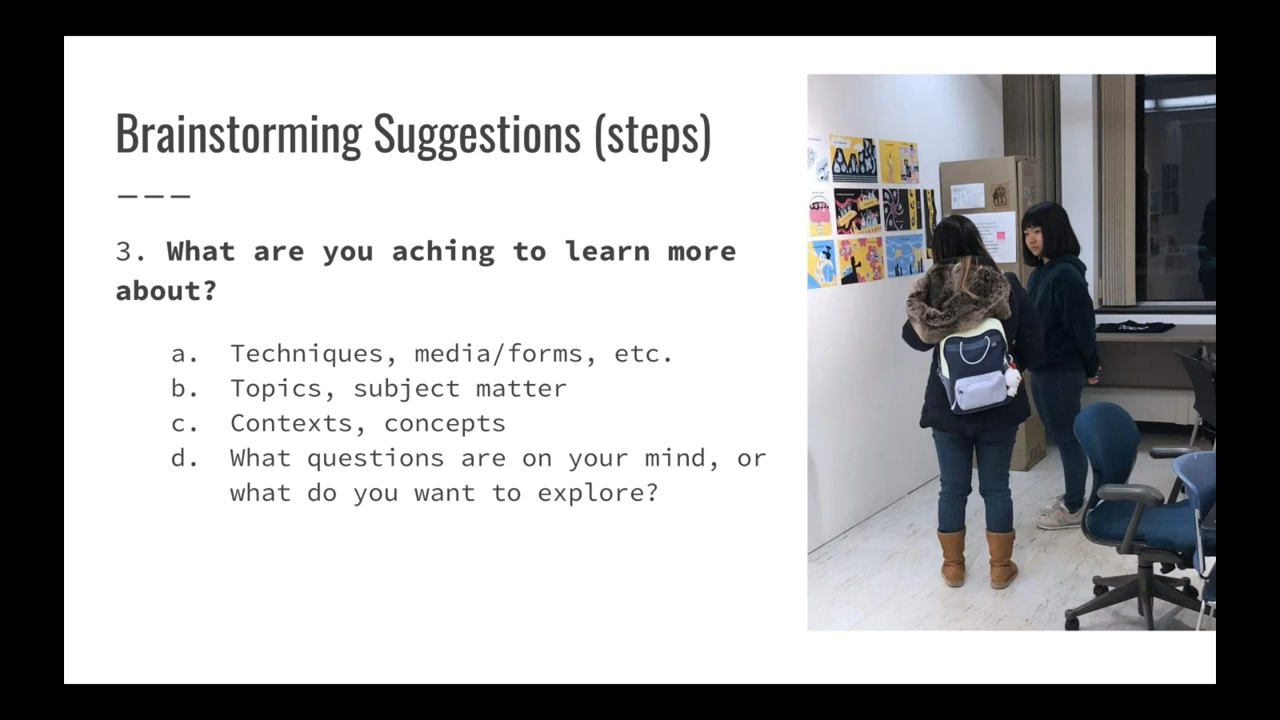 Brainstorming Suggestions (steps)
3. What are you aching to learn more
about?
a. Techniques, media/forms, etc.
b. Topics, subject matter
c. Contexts, concepts
d. What questions are on your mind, or
what do you want to explore?